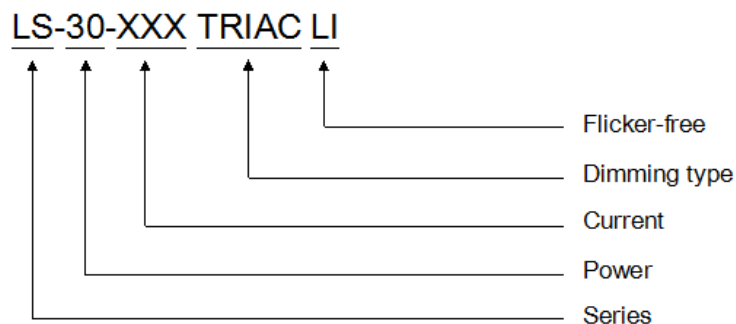 LS-30-XXX TRIAC LI
Flicker-free
Dimming type
Current
Power
Series